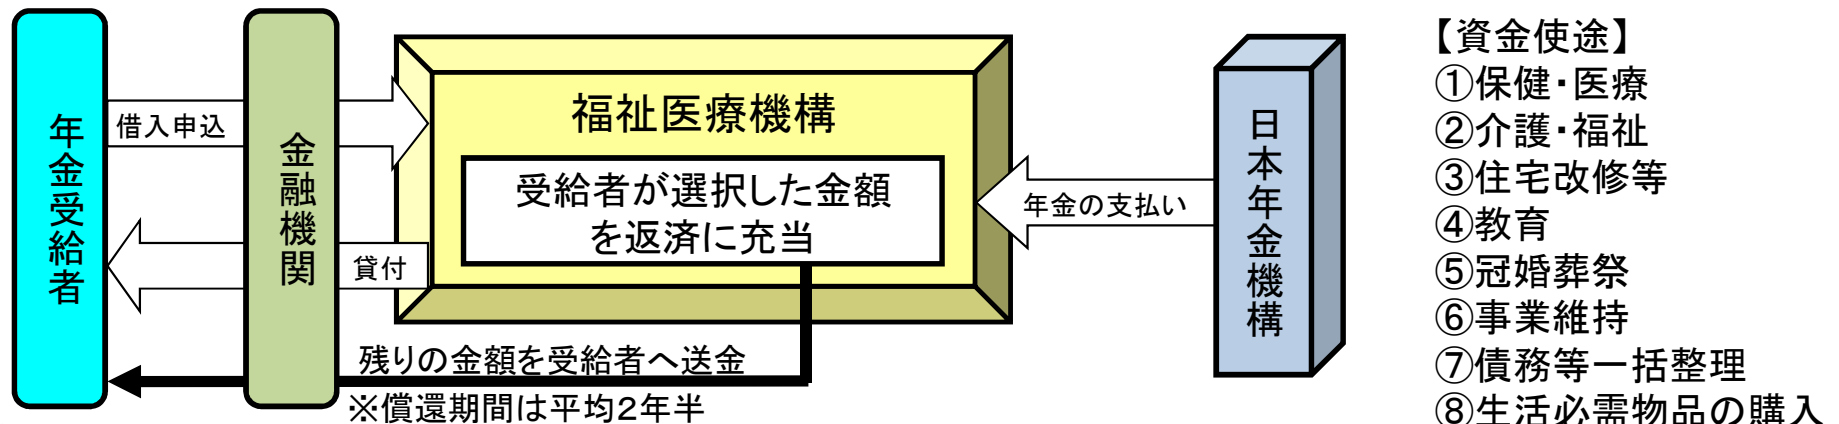 年金受給者
借入申込
金融機関
貸付
福祉医療機構
受給者が選択した金額
を返済に充当
年金の支払い
日本年金機構
残りの金額を受給者へ送金
※償還期間は平均2年半
【資金使途】
①保健・医療
②介護・福祉
③住宅改修等
④教育
⑤冠婚葬祭
⑥事業維持
⑦債務等一括整理
⑧生活必需物品の購入